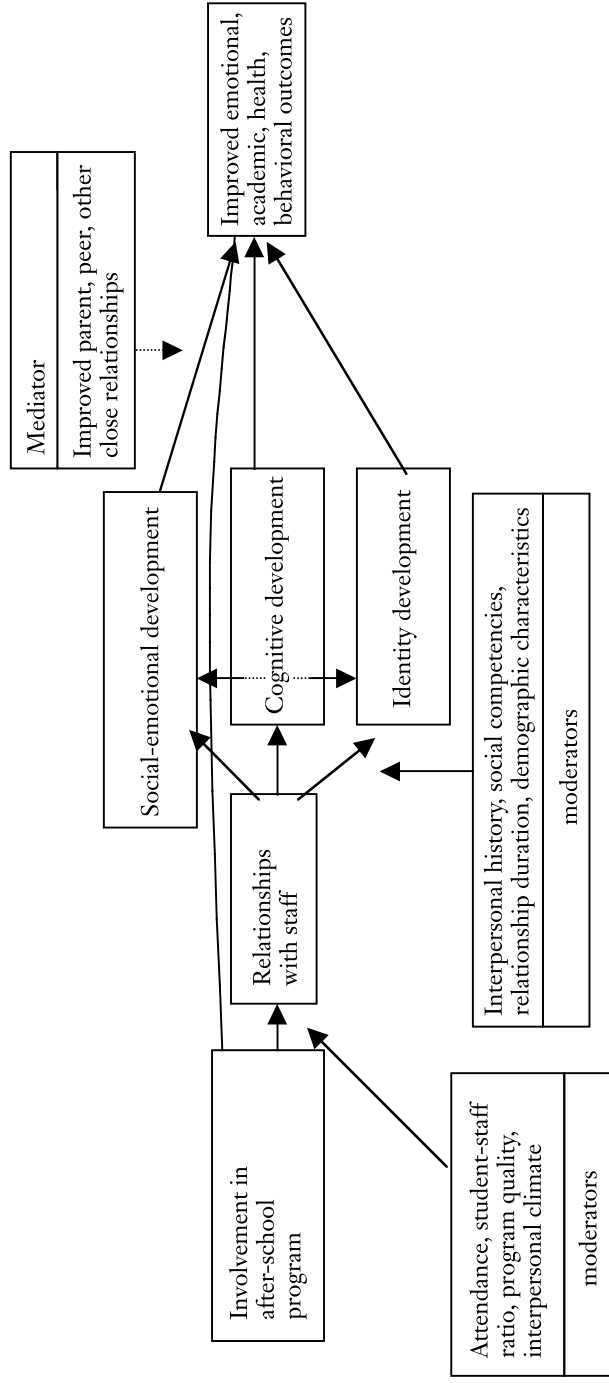 Involvement in
after-school
program
Attendance, student-staff
ratio, program quality,
interpersonal climate
moderators
Relationships
with staff
Social-emotional development
Cognitive development
Identity development
Interpersonal history, social competencies,
relationship duration, demographic characteristics
moderators
Mediator
Improved parent, peer, other
close relationships
Improved emotional,
academic, health,
behavioral outcomes